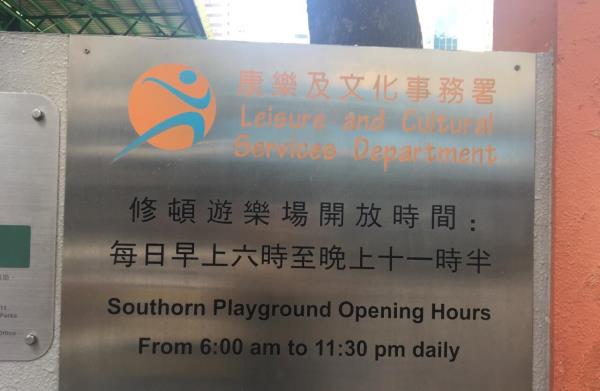 康樂及文化事務署
Leisure and Cultural
Services Department
修頓遊樂場開放時間：
每日早上六時至晚上十一時半
Southorn Playground Opening Hours
From 6:00 am to 11:30 pm daily